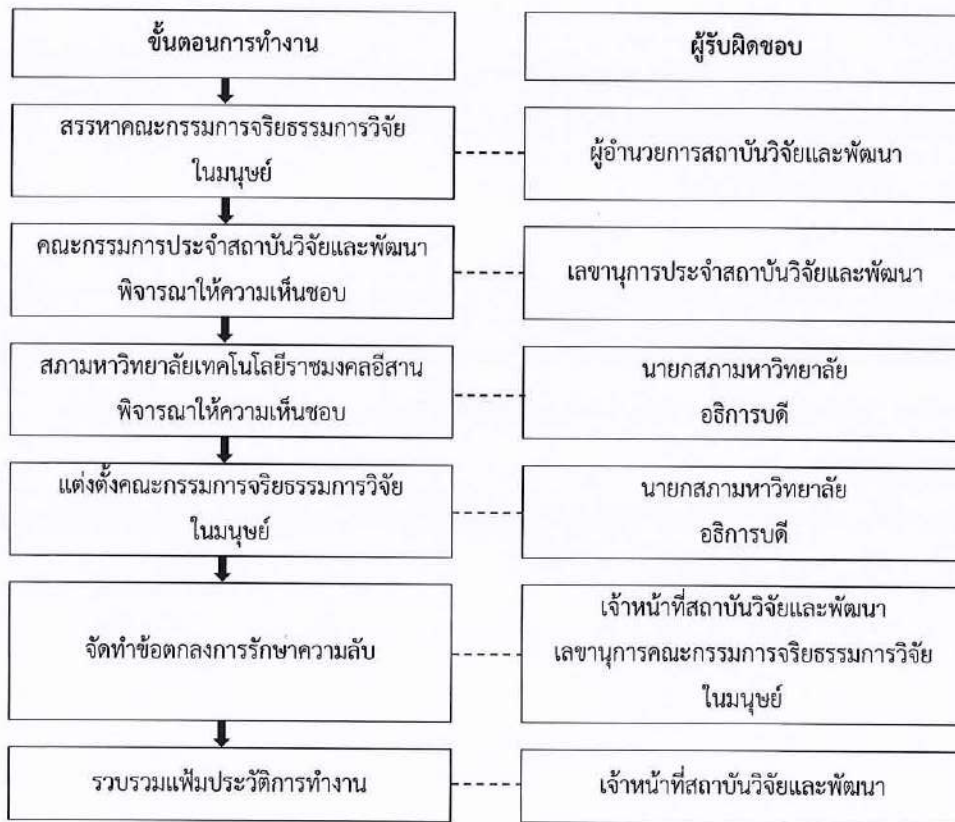 ขั้นตอนการทำงาน
ผู้รับผิดชอบ
สรรหาคณะกรรมการจริยธรรมการวิจัย
ในมนุษย์
ผู้อำนวยการสถาบันวิจัยและพัฒนา
คณะกรรมการประจำสถาบันวิจัยและพัฒนา
พิจารณาให้ความเห็นชอบ
เลขานุการประจำสถาบันวิจัยและพัฒนา
สภามหาวิทยาลัยเทคโนโลยีราชมงคลอีสาน
พิจารณาให้ความเห็นชอบ
นายกสภามหาวิทยาลัย
อธิการบดี
แต่งตั้งคณะกรรมการจริยธรรมการวิจัย
ในมนุษย์
นายกสภามหาวิทยาลัย
อธิการบดี
จัดทำข้อตกลงการรักษาความลับ
เจ้าหน้าที่สถาบันวิจัยและพัฒนา
เลขานุการคณะกรรมการจริยธรรมการวิจัย
ในมนุษย์
รวบรวมแฟ้มประวัติการทำงาน
เจ้าหน้าที่สถาบันวิจัยและพัฒนา